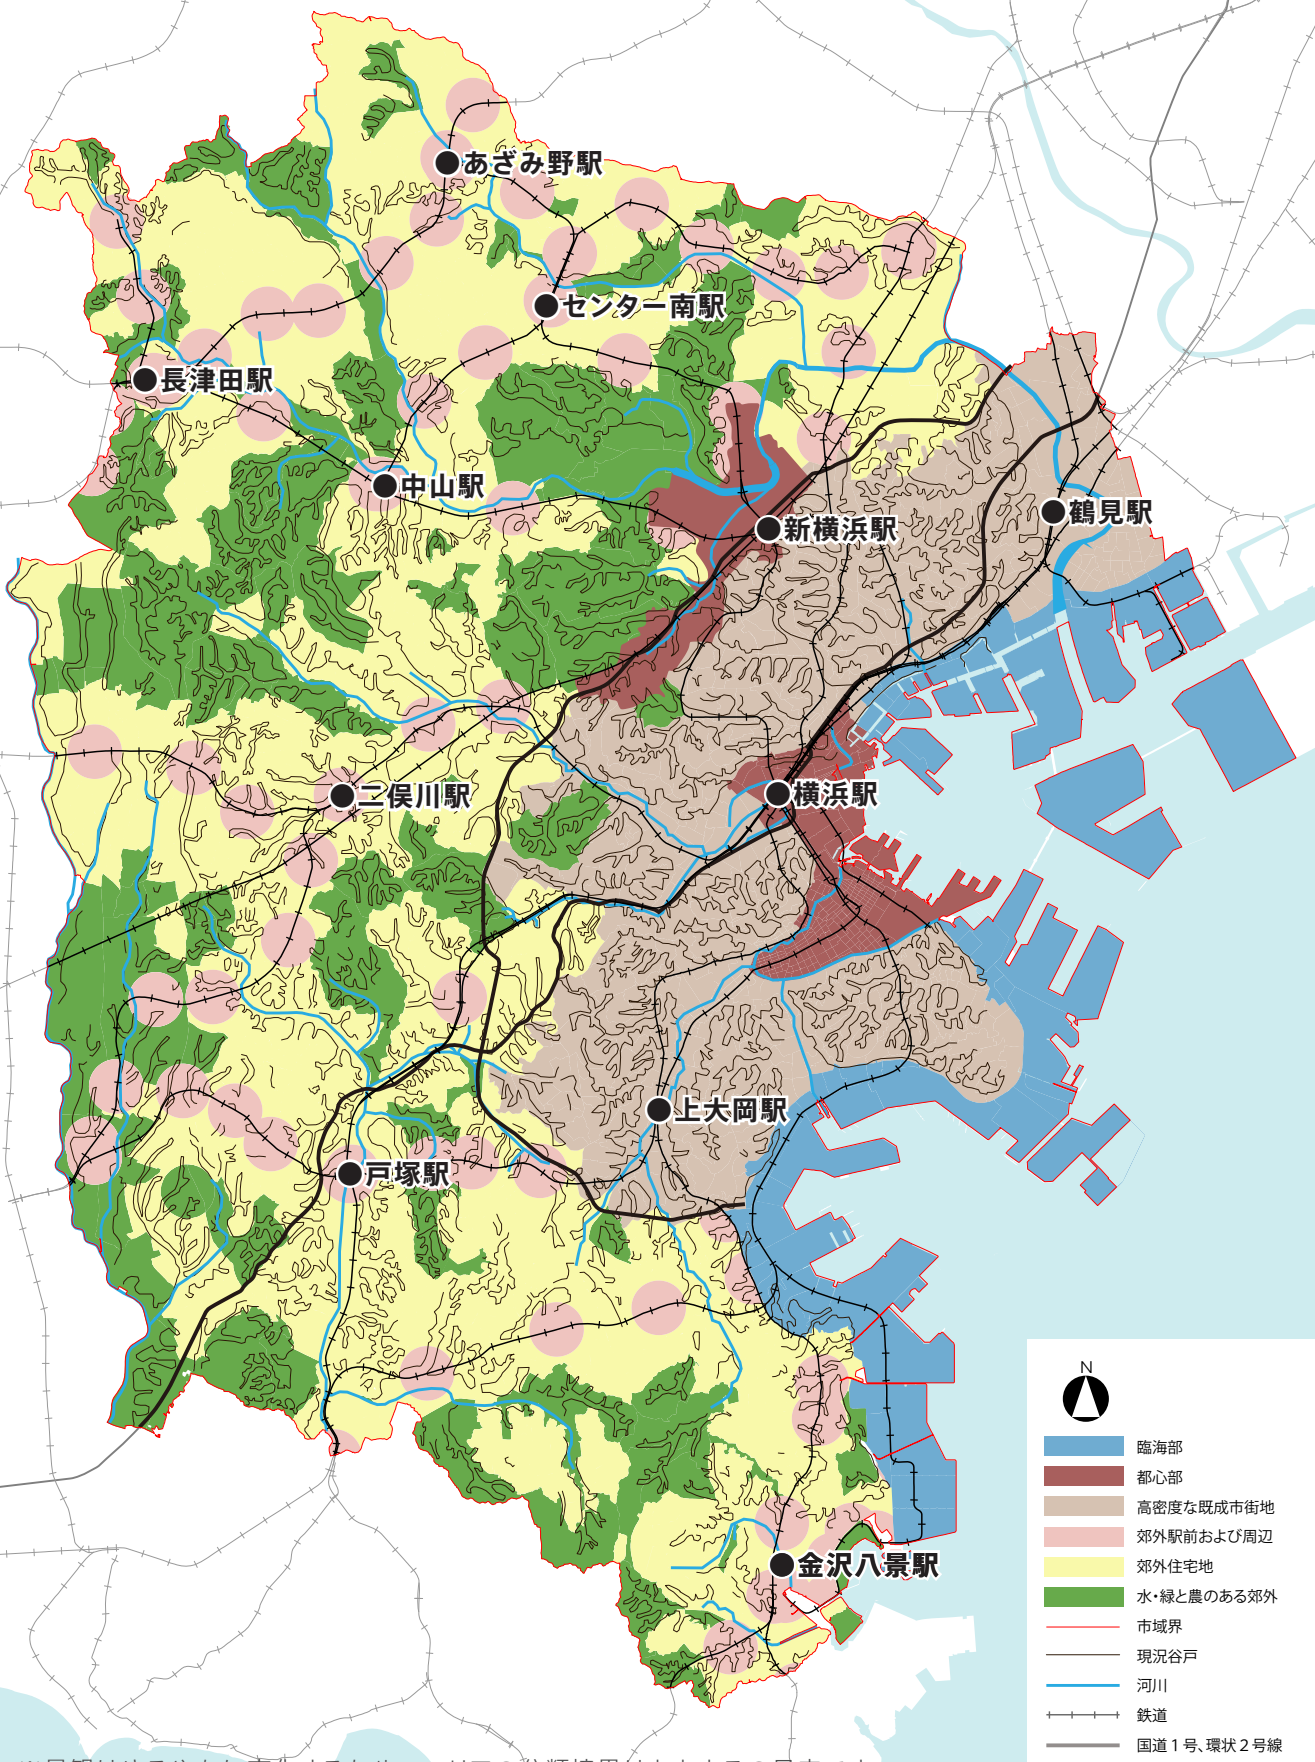 あざみ野駅
センター南駅
長津田駅
中山駅
新横浜駅
鶴見駅
二俣川駅
横浜駅
上大岡駅
戸塚駅
金沢八景駅
N
臨海部
都心部
高密度な既成市街地
郊外駅前および周辺
郊外住宅地
水・緑と農のある郊外
市域界
現況谷戸
河川
鉄道
国道1号、環状2号線